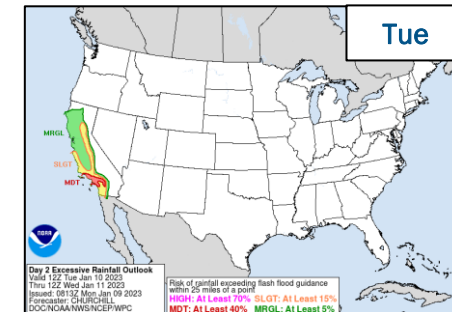 Tue
MRGL
SLGT
MDT
NOAA
Day 2 Excessive Rainfall Outlook
Valid 12Z Tue Jan 10 2023
Thru 12Z Wed Jan 11 2023
Issued: 0813Z Mon Jan 09 2023
Forecaster: CHURCHILL
DOC/NOAA/NWS/NCEP/WPC
Risk of rainfall exceeding flash flood guidance
within 25 miles of a point
HIGH: At Least 70% SLGT: At Least 15%
MDT: At Least 40% MRGL: At Least 5%